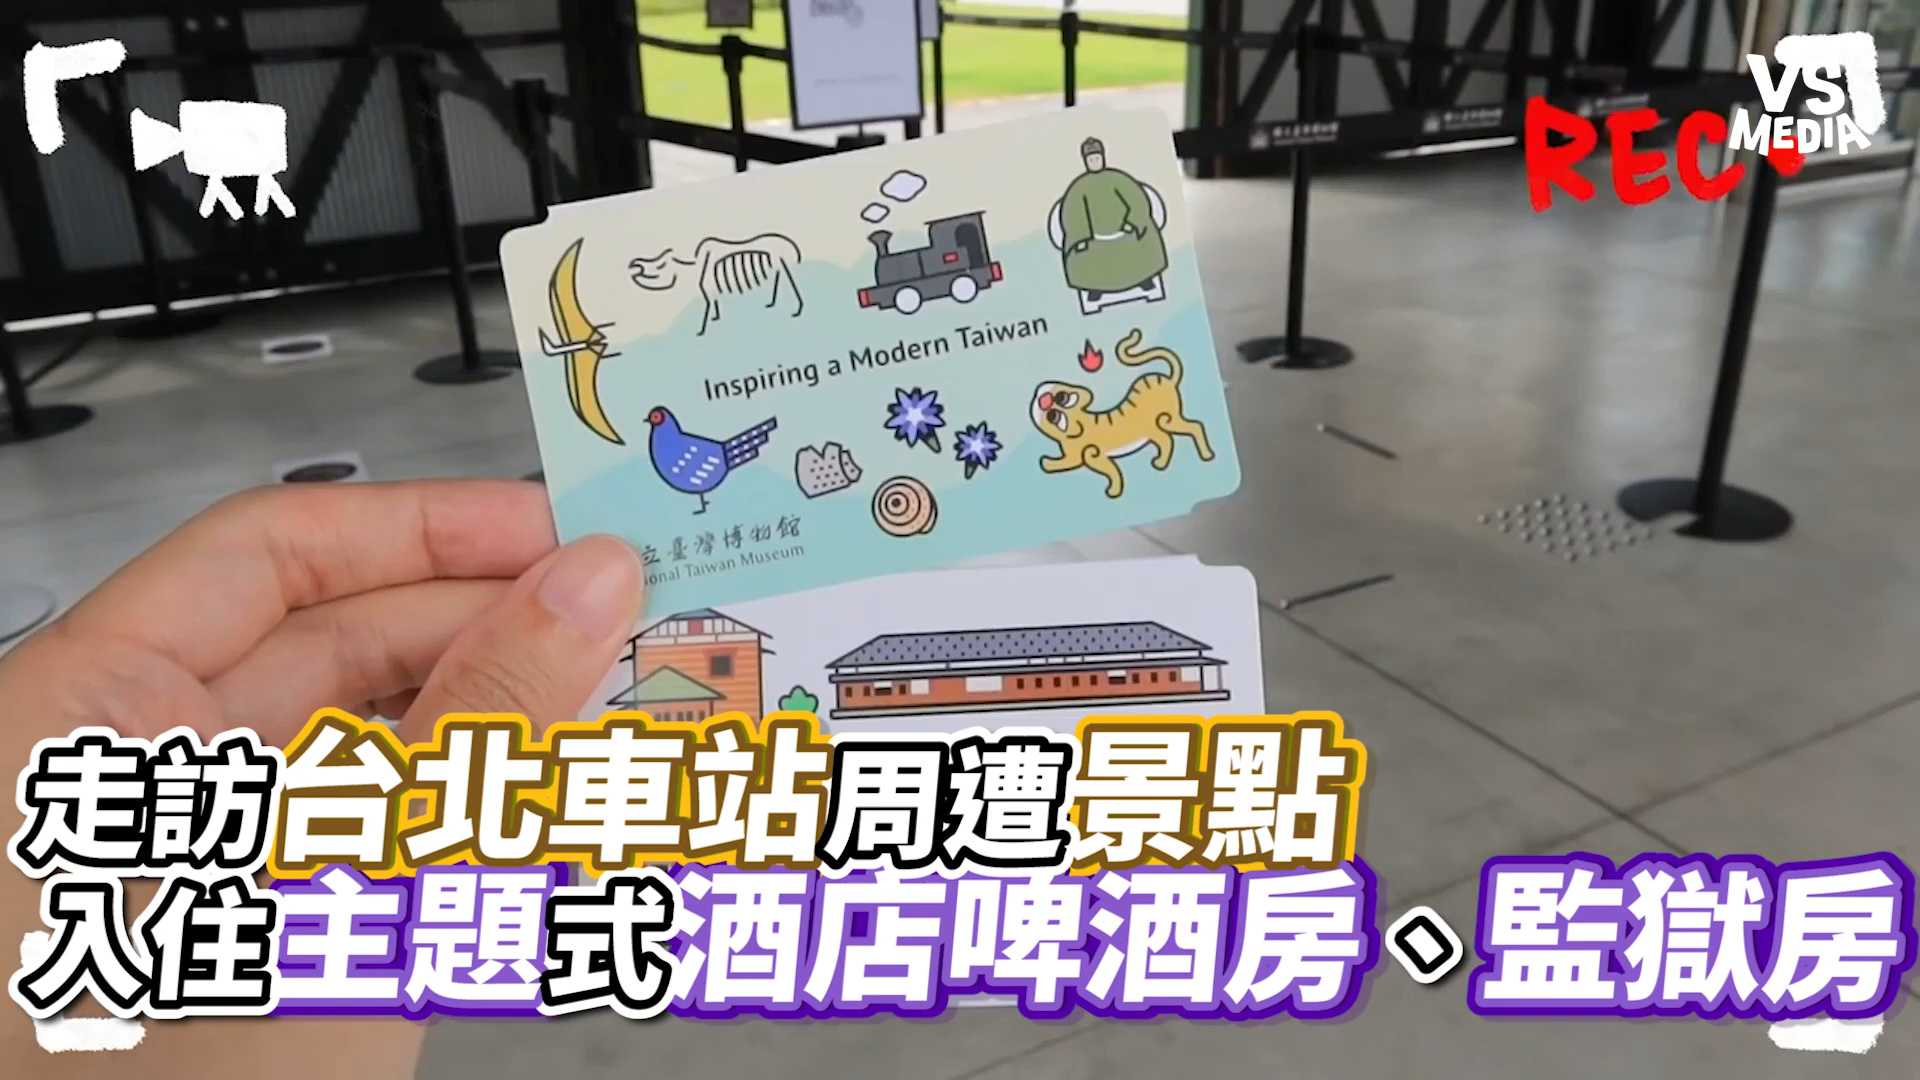 VS
MEDIA
REC
Inspiring a Modern Taiwan
立臺灣博物館
ional Taiwan Museum
走訪台北車站周遭景點
入住主題式酒店啤酒房、監獄房